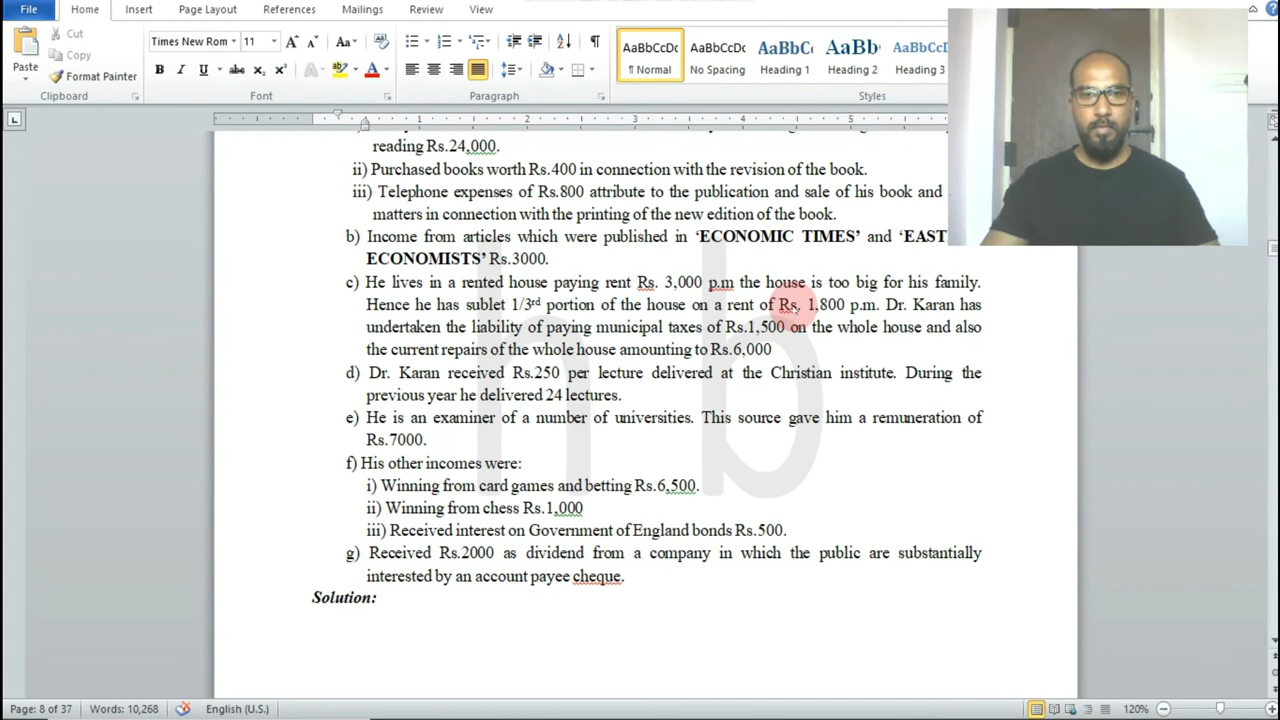 File Home Insert Page Layout References Mailings Review View
Paste Cut Copy Format Painter
Times New Rom 11
AaBbCcDc AaBbCcDc AaBbC AaBb AaBbCcD
¶ Normal No Spacing Heading 1 Heading 2 Heading 3
Clipboard Font Paragraph Styles
1 2 3 4 5
reading Rs.24,000.
ii) Purchased books worth Rs.400 in connection with the revision of the book.
iii) Telephone expenses of Rs.800 attribute to the publication and sale of his book and
matters in connection with the printing of the new edition of the book.
b) Income from articles which were published in ‘ECONOMIC TIMES’ and
ECONOMISTS’ Rs.3000.
c) He lives in a rented house paying rent Rs. 3,000 p.m the house is too big for his family.
Hence he has sublet 1/3rd portion of the house on a rent of Rs. 1,800 p.m. Dr. Karan has
undertaken the liability of paying municipal taxes of Rs.1,500 on the whole house and also
the current repairs of the whole house amounting to Rs.6,000
d) Dr. Karan received Rs.250 per lecture delivered at the Christian institute. During the
previous year he delivered 24 lectures.
e) He is an examiner of a number of universities. This source gave him a remuneration of
Rs.7000.
f) His other incomes were:
i) Winning from card games and betting Rs.6,500.
ii) Winning from chess Rs.1,000
iii) Received interest on Government of England bonds Rs.500.
g) Received Rs.2000 as dividend from a company in which the public are substantially
interested by an account payee cheque.
Solution:
h b
Page: 8 of 37 Words: 10,268 English (U.S.) 120%